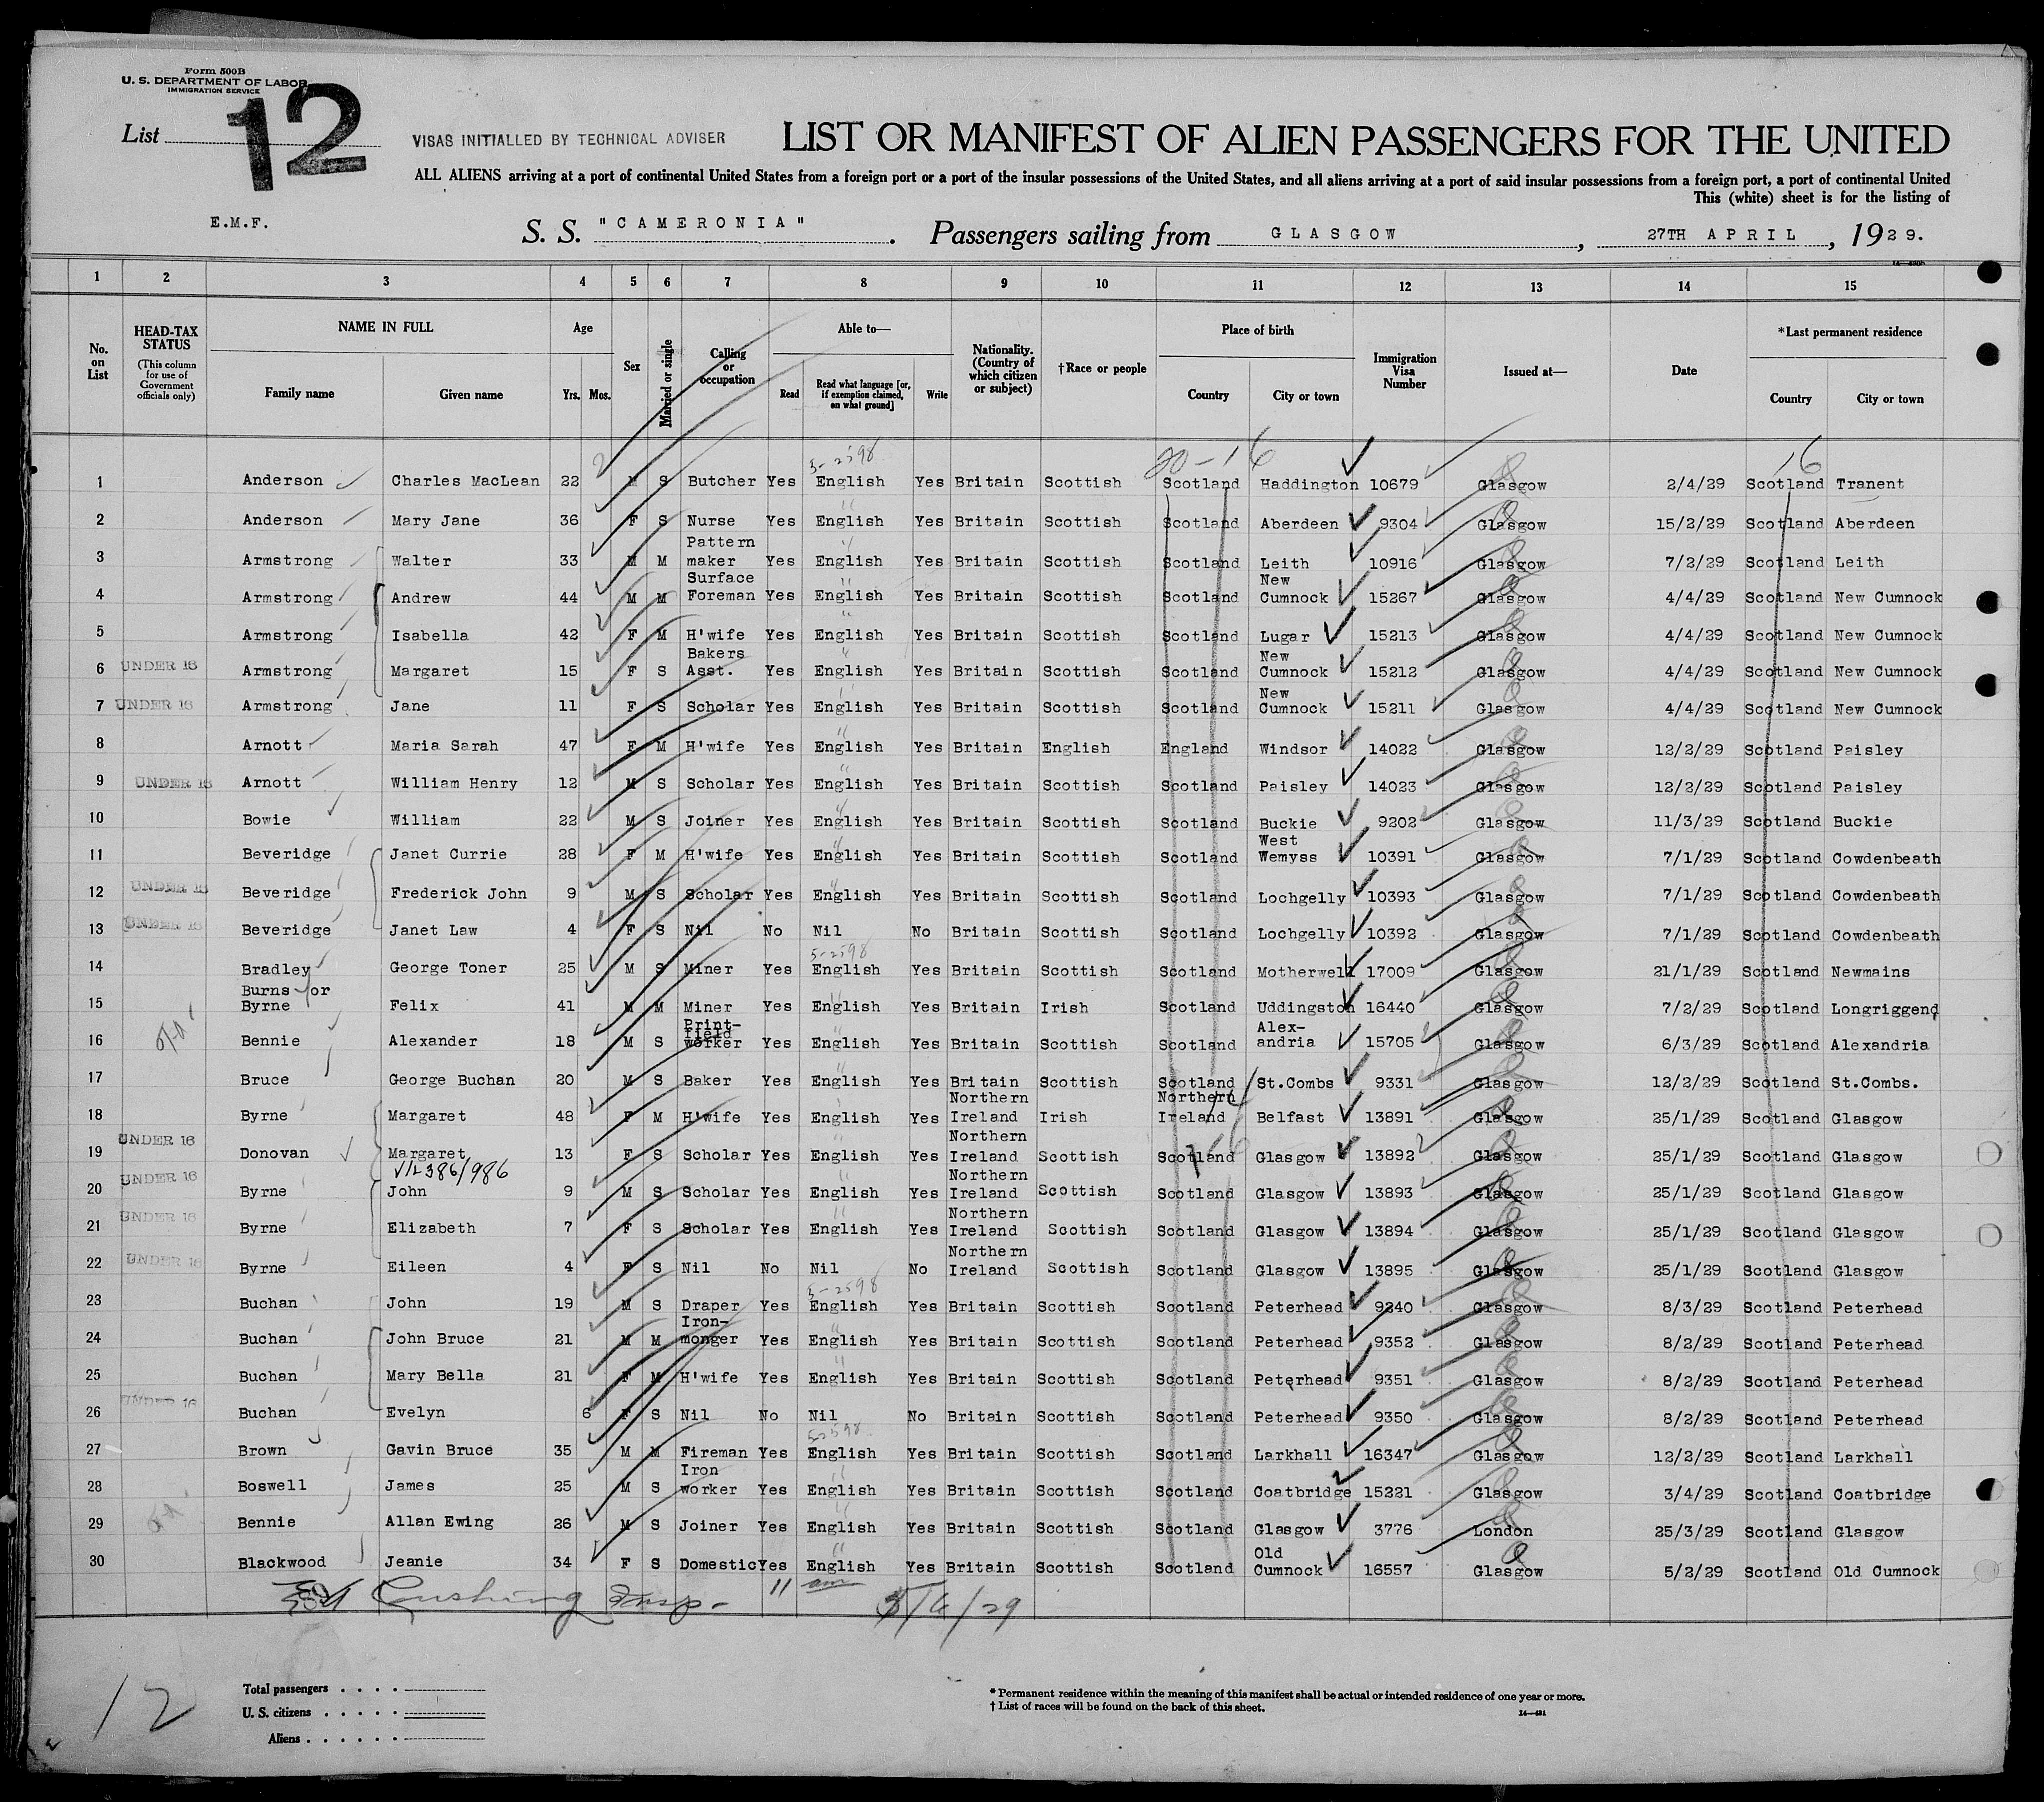 Form 500B
U. S. DEPARTMENT OF LABOR
IMMIGRATION SERVICE
List 12
VISAS INITIALLED BY TECHNICAL ADVISER
LIST OR MANIFEST OF ALIEN PASSENGERS FOR THE UNITED
ALL ALIENS arriving at a port of continental United States from a foreign port or a port of the insular possessions of the United States, and all aliens arriving at a port of said insular possessions from a foreign port, a port of continental United
This (white) sheet is for the listing of
E.M.F.
S. S. "CAMERONIA". Passengers sailing from GLASGOW, 27TH APRIL, 1929.
1 2 3 4 5 6 7 8 9 10 11 12 13 14 15
No. on List
HEAD-TAX STATUS
(This column for use of Government officials only)
NAME IN FULL
Family name Given name
Age
Yrs. Mos.
Sex
Married or single
Calling or occupation
Able to—
Read Read what language [or, if exemption claimed, on what ground] Write
Nationality. (Country of which citizen or subject)
†Race or people
Place of birth
Country City or town
Immigration Visa Number
Issued at—
Date
*Last permanent residence
Country City or town
5-2598 20-16 16
1 Anderson Charles MacLean 22 M S Butcher Yes English Yes Britain Scottish Scotland Haddington 10679 Glasgow 2/4/29 Scotland Tranent
2 Anderson Mary Jane 36 F S Nurse Yes English Yes Britain Scottish Scotland Aberdeen 9304 Glasgow 15/2/29 Scotland Aberdeen
3 Armstrong Walter 33 M M Pattern maker Yes English Yes Britain Scottish Scotland Leith 10916 Glasgow 7/2/29 Scotland Leith
4 Armstrong Andrew 44 M M Surface Foreman Yes English Yes Britain Scottish Scotland New Cumnock 15267 Glasgow 4/4/29 Scotland New Cumnock
5 Armstrong Isabella 42 F M H'wife Yes English Yes Britain Scottish Scotland Lugar 15213 Glasgow 4/4/29 Scotland New Cumnock
6 UNDER 16 Armstrong Margaret 15 F S Bakers Asst. Yes English Yes Britain Scottish Scotland New Cumnock 15212 Glasgow 4/4/29 Scotland New Cumnock
7 UNDER 16 Armstrong Jane 11 F S Scholar Yes English Yes Britain Scottish Scotland New Cumnock 15211 Glasgow 4/4/29 Scotland New Cumnock
8 Arnott Maria Sarah 47 F M H'wife Yes English Yes Britain English England Windsor 14022 Glasgow 12/2/29 Scotland Paisley
9 UNDER 16 Arnott William Henry 12 M S Scholar Yes English Yes Britain Scottish Scotland Paisley 14023 Glasgow 12/2/29 Scotland Paisley
10 Bowie William 22 M S Joiner Yes English Yes Britain Scottish Scotland Buckie 9202 Glasgow 11/3/29 Scotland Buckie
11 Beveridge Janet Currie 28 F M H'wife Yes English Yes Britain Scottish Scotland West Wemyss 10391 Glasgow 7/1/29 Scotland Cowdenbeath
12 UNDER 16 Beveridge Frederick John 9 M S Scholar Yes English Yes Britain Scottish Scotland Lochgelly 10393 Glasgow 7/1/29 Scotland Cowdenbeath
13 UNDER 16 Beveridge Janet Law 4 F S Nil No Nil No Britain Scottish Scotland Lochgelly 10392 Glasgow 7/1/29 Scotland Cowdenbeath
5-2598
14 Bradley George Toner 25 M S Miner Yes English Yes Britain Scottish Scotland Motherwell 17009 Glasgow 21/1/29 Scotland Newmains
15 Burns or Byrne Felix 41 M M Miner Yes English Yes Britain Irish Scotland Uddingston 16440 Glasgow 7/2/29 Scotland Longriggend
16 Bennie Alexander 18 M S Print-field worker Yes English Yes Britain Scottish Scotland Alex-andria 15705 Glasgow 6/3/29 Scotland Alexandria
17 Bruce George Buchan 20 M S Baker Yes English Yes Britain Scottish Scotland St.Combs 9331 Glasgow 12/2/29 Scotland St.Combs.
18 Byrne Margaret 48 F M H'wife Yes English Yes Northern Ireland Irish Northern Ireland Belfast 13891 Glasgow 25/1/29 Scotland Glasgow
19 UNDER 16 Donovan Margaret 13 F S Scholar Yes English Yes Northern Ireland Scottish Scotland Glasgow 13892 Glasgow 25/1/29 Scotland Glasgow
V/L 386/986
20 UNDER 16 Byrne John 9 M S Scholar Yes English Yes Northern Ireland Scottish Scotland Glasgow 13893 Glasgow 25/1/29 Scotland Glasgow
21 UNDER 16 Byrne Elizabeth 7 F S Scholar Yes English Yes Northern Ireland Scottish Scotland Glasgow 13894 Glasgow 25/1/29 Scotland Glasgow
22 UNDER 16 Byrne Eileen 4 F S Nil No Nil No Northern Ireland Scottish Scotland Glasgow 13895 Glasgow 25/1/29 Scotland Glasgow
5-2598
23 Buchan John 19 M S Draper Yes English Yes Britain Scottish Scotland Peterhead 9340 Glasgow 8/3/29 Scotland Peterhead
24 Buchan John Bruce 21 M M Iron-monger Yes English Yes Britain Scottish Scotland Peterhead 9352 Glasgow 8/2/29 Scotland Peterhead
25 Buchan Mary Bella 21 F M H'wife Yes English Yes Britain Scottish Scotland Peterhead 9351 Glasgow 8/2/29 Scotland Peterhead
26 UNDER 16 Buchan Evelyn 6 F S Nil No Nil No Britain Scottish Scotland Peterhead 9350 Glasgow 8/2/29 Scotland Peterhead
5-2598
27 Brown Gavin Bruce 35 M M Fireman Yes English Yes Britain Scottish Scotland Larkhall 16347 Glasgow 12/2/29 Scotland Larkhall
28 Boswell James 25 M S Iron worker Yes English Yes Britain Scottish Scotland Coatbridge 15221 Glasgow 3/4/29 Scotland Coatbridge
29 Bennie Allan Ewing 26 M S Joiner Yes English Yes Britain Scottish Scotland Glasgow 3776 London 25/3/29 Scotland Glasgow
30 Blackwood Jeanie 34 F S Domestic Yes English Yes Britain Scottish Scotland Old Cumnock 16557 Glasgow 5/2/29 Scotland Old Cumnock
Cushing Insp. 11 am 5/6/29
12
Total passengers . . . .
U. S. citizens . . . . .
Aliens . . . . . .
* Permanent residence within the meaning of this manifest shall be actual or intended residence of one year or more.
† List of races will be found on the back of this sheet.
14—431